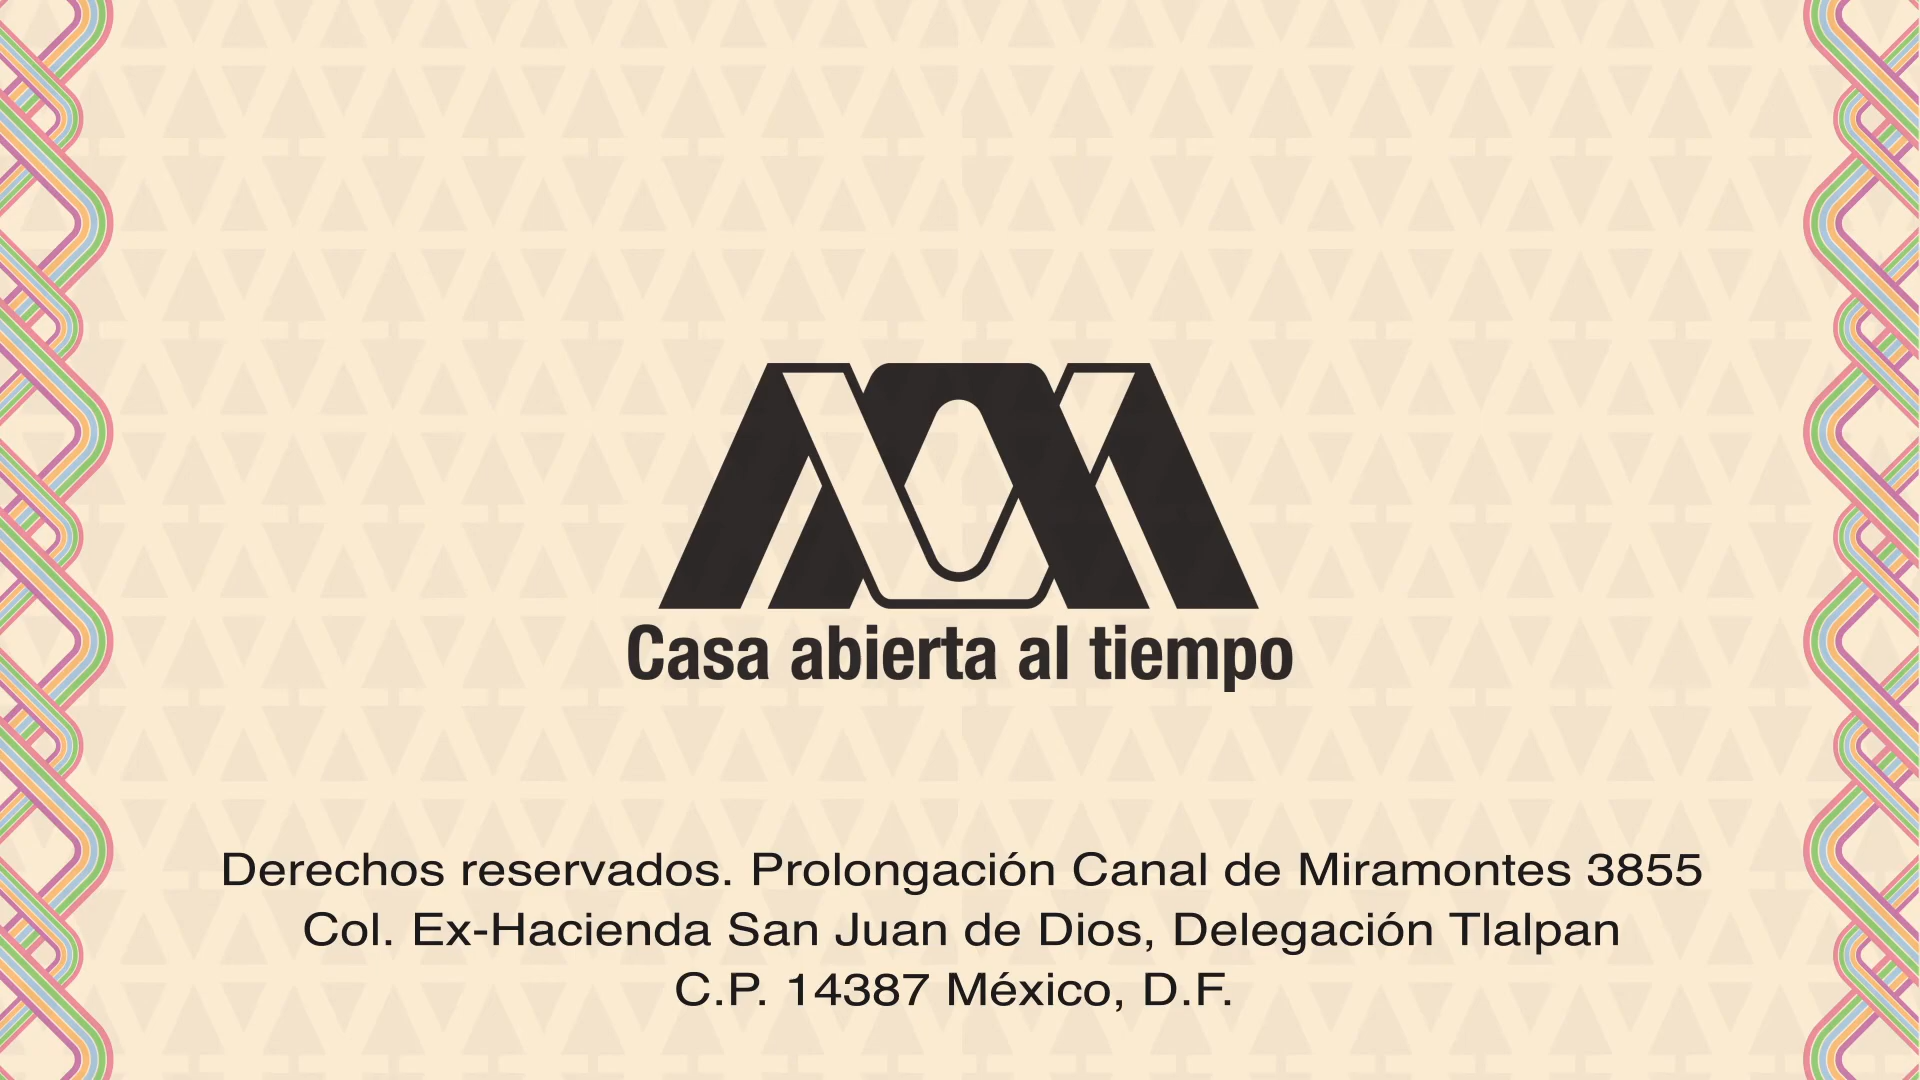 Casa abierta al tiempo
Derechos reservados. Prolongación Canal de Miramontes 3855
Col. Ex-Hacienda San Juan de Dios, Delegación Tlalpan
C.P. 14387 México, D.F.